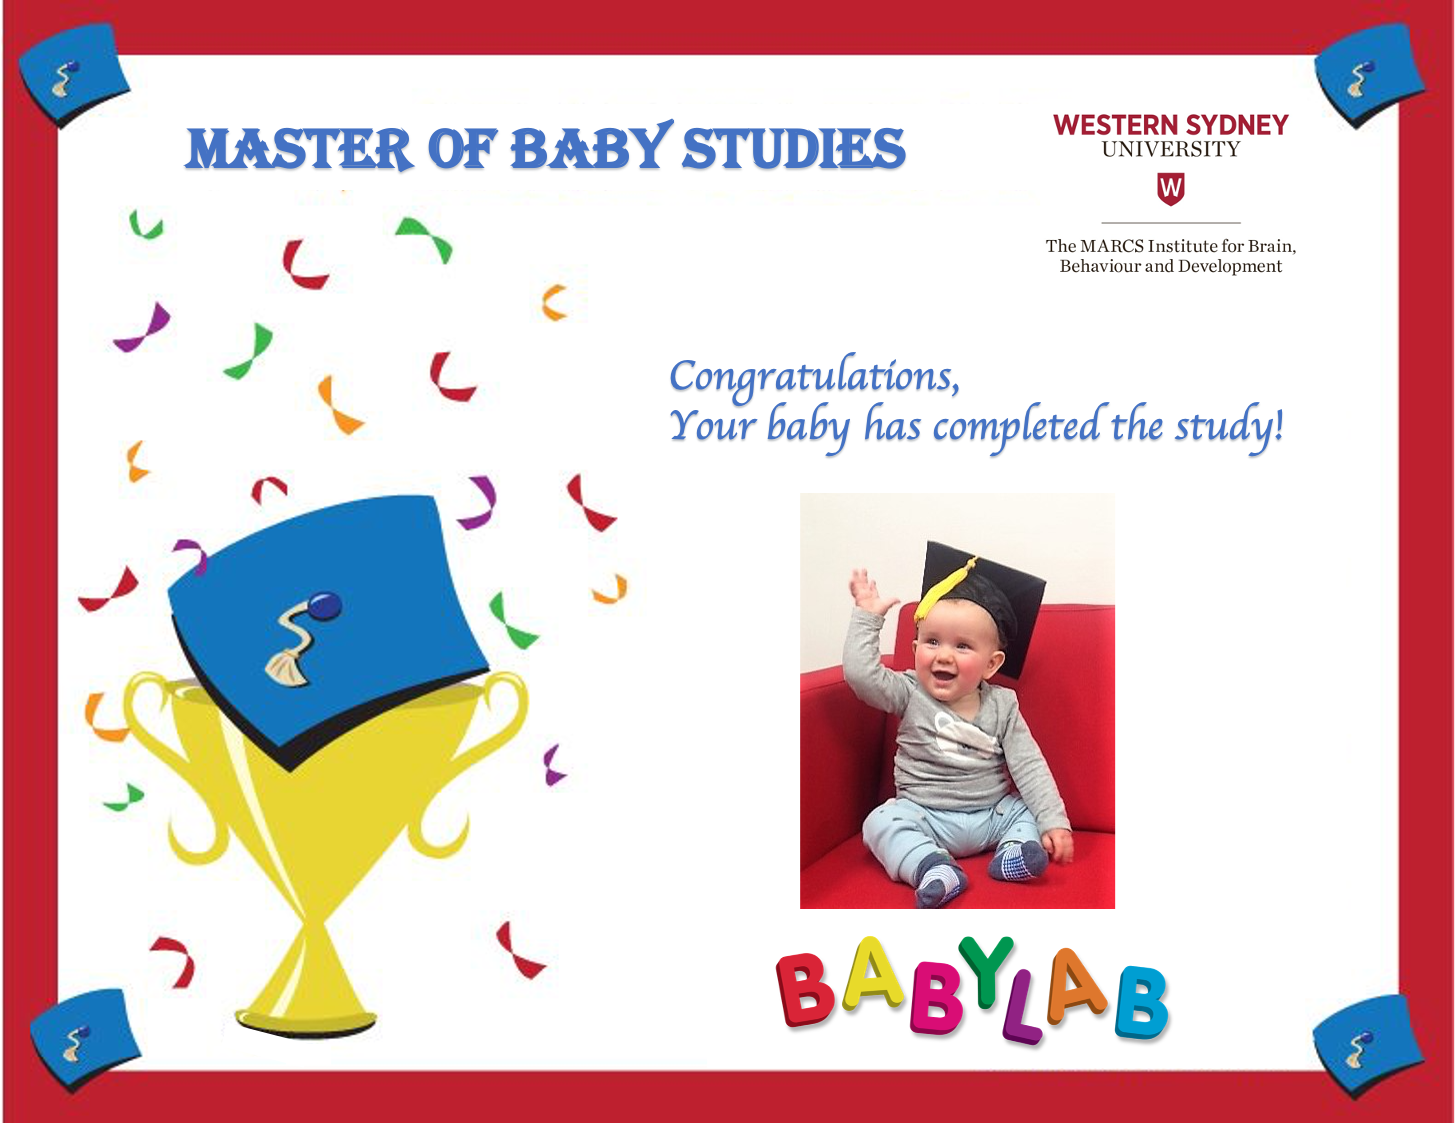 MASTER OF BABY STUDIES
WESTERN SYDNEY
UNIVERSITY
W
The MARCS Institute for Brain,
Behaviour and Development
Congratulations,
Your baby has completed the study!
BABYLAB